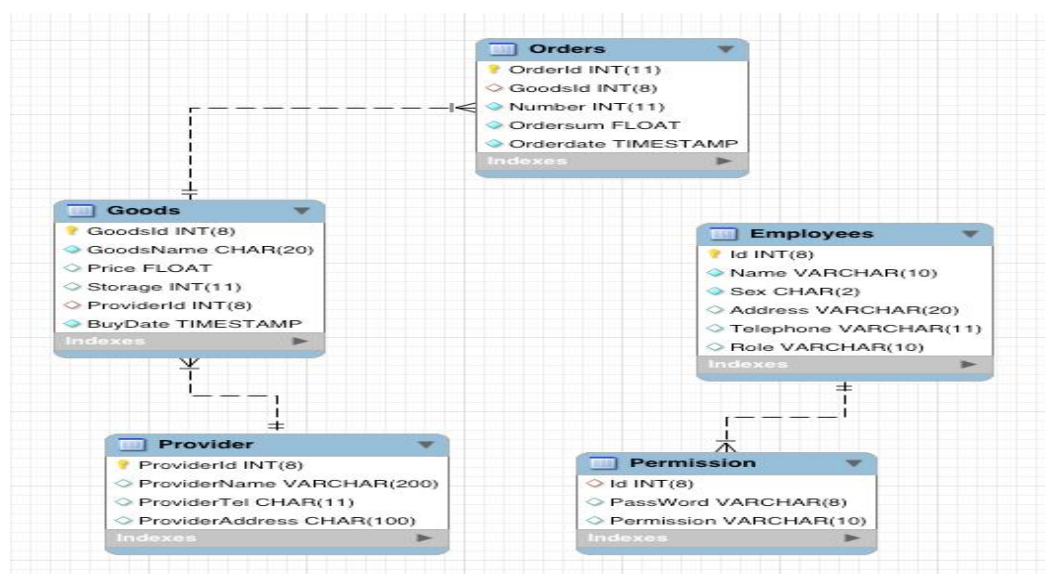 Orders
OrderId INT(11)
GoodsId INT(8)
Number INT(11)
Ordersum FLOAT
Orderdate TIMESTAMP
Indexes
Goods
GoodsId INT(8)
GoodsName CHAR(20)
Price FLOAT
Storage INT(11)
ProviderId INT(8)
BuyDate TIMESTAMP
Indexes
Employees
Id INT(8)
Name VARCHAR(10)
Sex CHAR(2)
Address VARCHAR(20)
Telephone VARCHAR(11)
Role VARCHAR(10)
Indexes
Provider
ProviderId INT(8)
ProviderName VARCHAR(200)
ProviderTel CHAR(11)
ProviderAddress CHAR(100)
Indexes
Permission
Id INT(8)
PassWord VARCHAR(8)
Permission VARCHAR(10)
Indexes